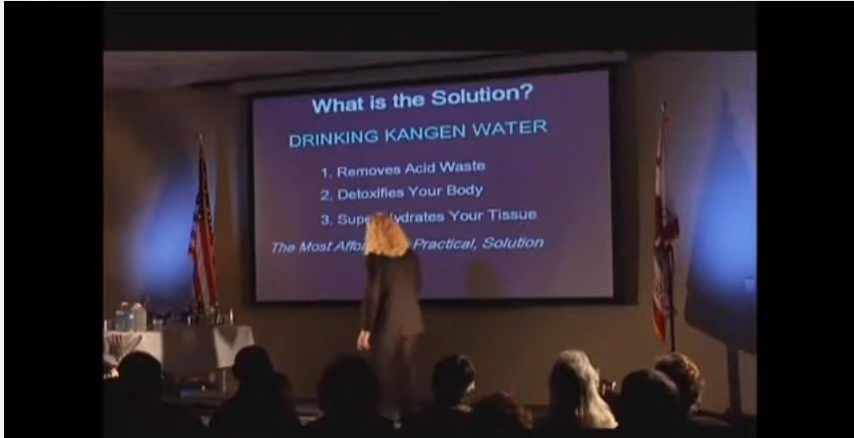 What is the Solution?
DRINKING KANGEN WATER
1. Removes Acid Waste
2. Detoxifies Your Body
3. Hydrates Your Tissue
The Most Practical, Solution